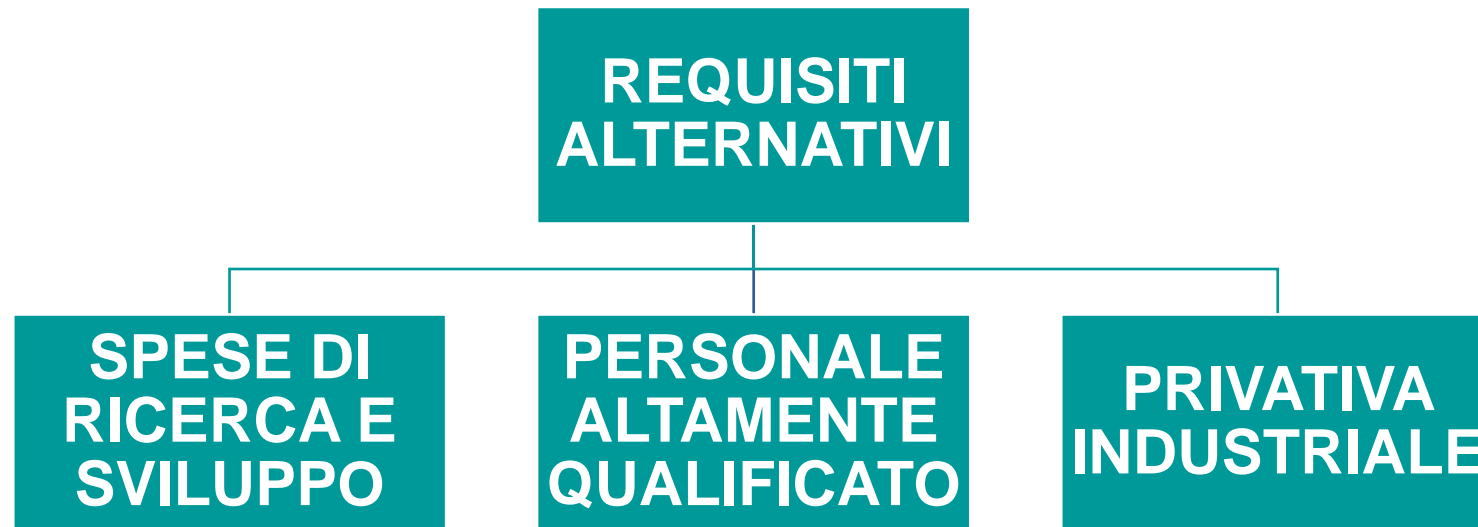 REQUISITI
ALTERNATIVI
SPESE DI
RICERCA E
SVILUPPO
PERSONALE
ALTAMENTE
QUALIFICATO
PRIVATIVA
INDUSTRIALE